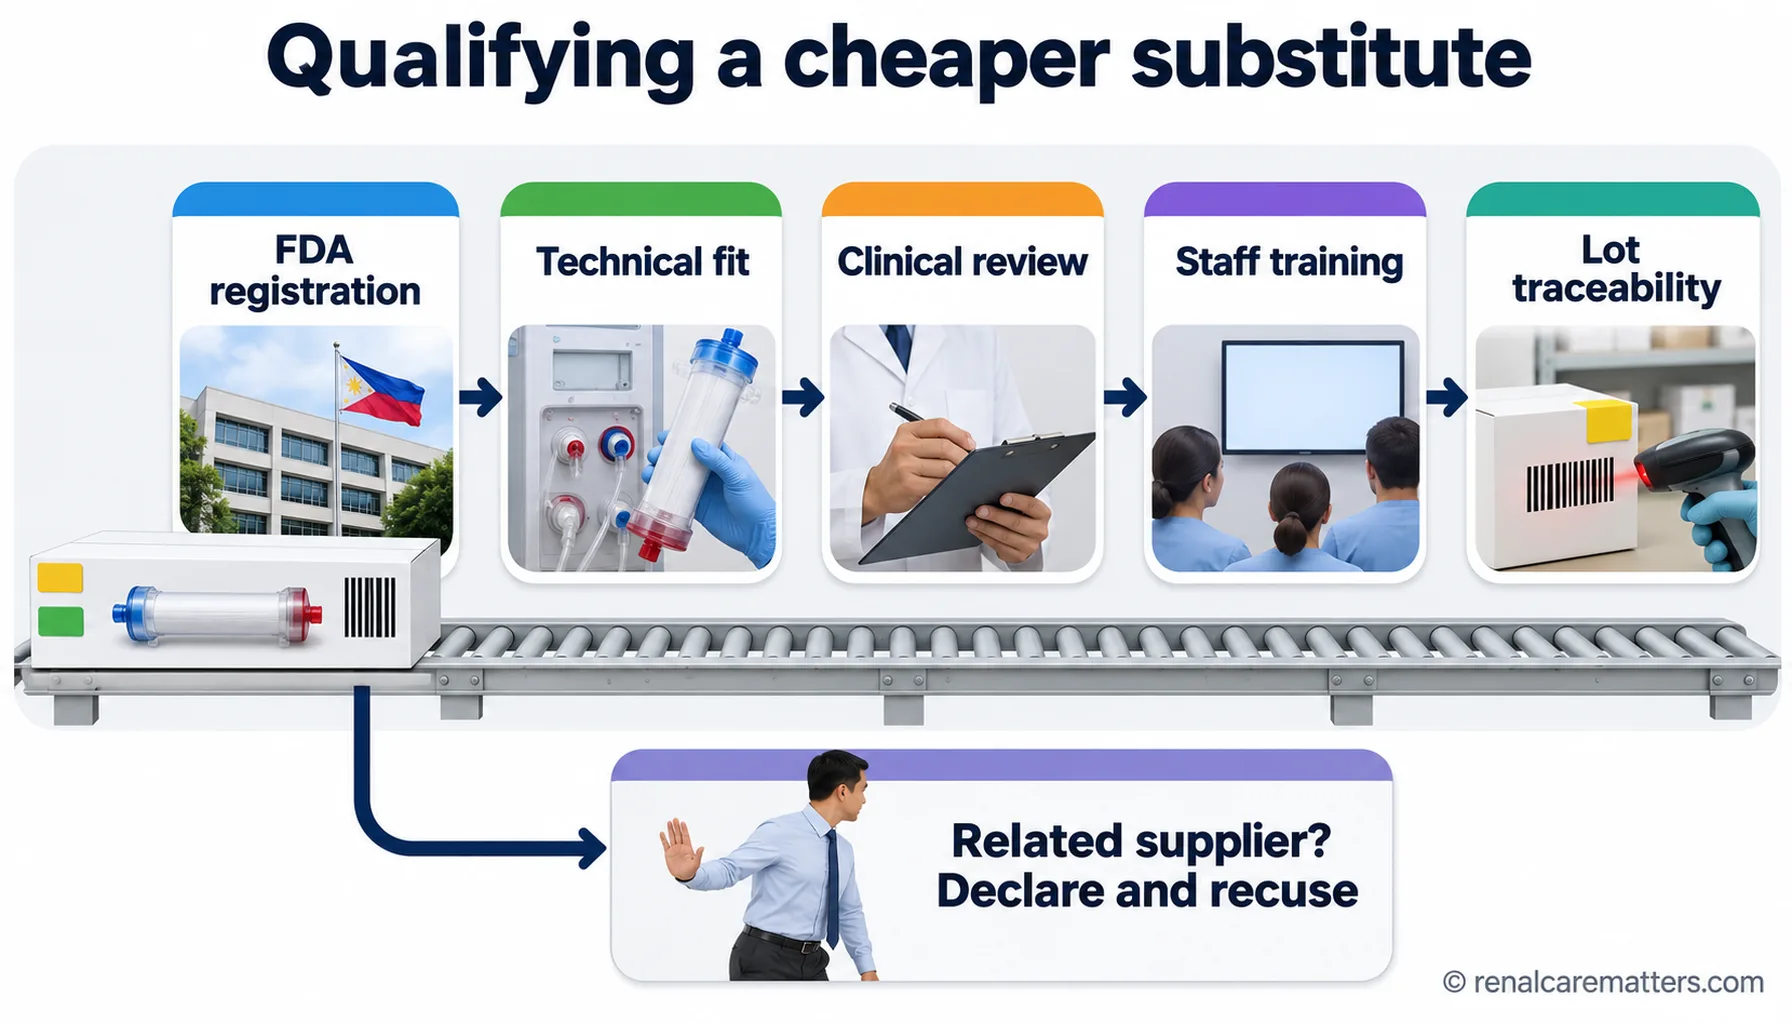 Qualifying a cheaper substitute
FDA
registration
Technical fit
Clinical review
Staff training
Lot
traceability
Related supplier?
Declare and recuse
© renalcarematters.com